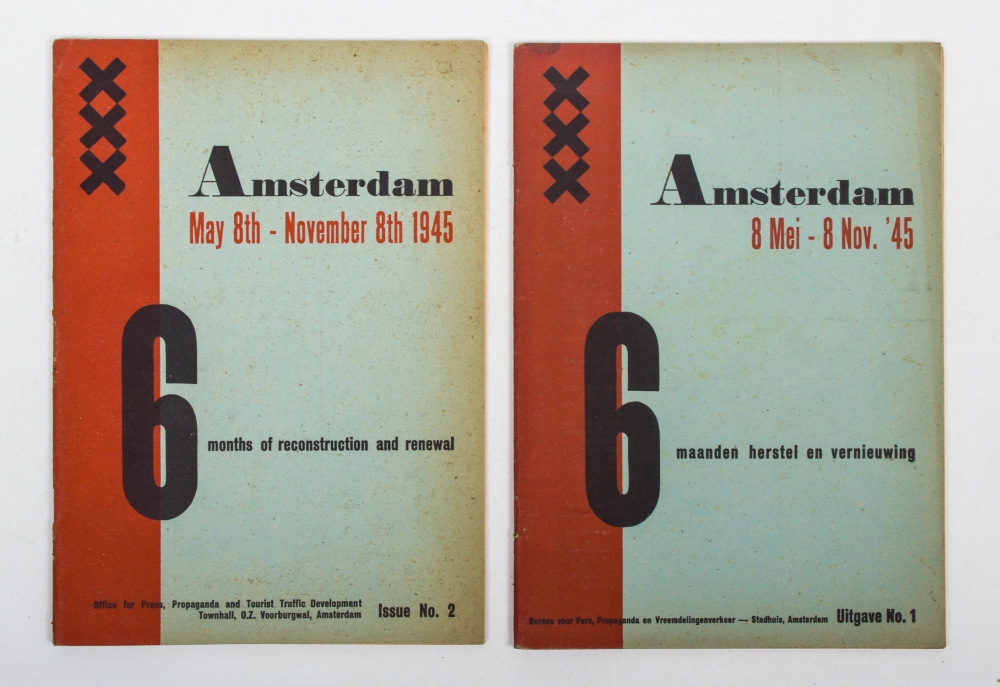 Amsterdam
May 8th - November 8th 1945
6
months of reconstruction and renewal
Office for Press, Propaganda and Tourist Traffic Development
Townhall, O.Z. Voorburgwal, Amsterdam
Issue No. 2
Amsterdam
8 Mei - 8 Nov. '45
6
maanden herstel en vernieuwing
Bureau voor Pers, Propaganda en Vreemdelingenverkeer — Stadhuis, Amsterdam
Uitgave No. 1